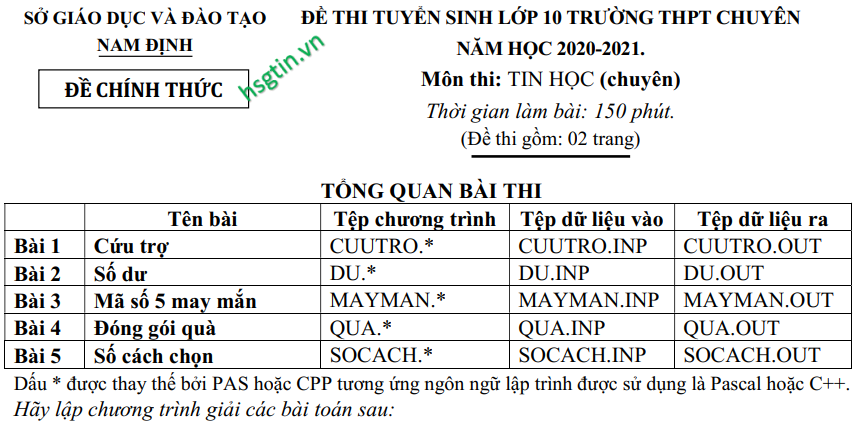 SỞ GIÁO DỤC VÀ ĐÀO TẠO
NAM ĐỊNH
ĐỀ CHÍNH THỨC
hsgtin.vn
ĐỀ THI TUYỂN SINH LỚP 10 TRƯỜNG THPT CHUYÊN
NĂM HỌC 2020-2021.
Môn thi: TIN HỌC (chuyên)
Thời gian làm bài: 150 phút.
(Đề thi gồm: 02 trang)
TỔNG QUAN BÀI THI
Tên bài Tệp chương trình Tệp dữ liệu vào Tệp dữ liệu ra
Bài 1 Cứu trợ CUUTRO.* CUUTRO.INP CUUTRO.OUT
Bài 2 Số dư DU.* DU.INP DU.OUT
Bài 3 Mã số 5 may mắn MAYMAN.* MAYMAN.INP MAYMAN.OUT
Bài 4 Đóng gói quà QUA.* QUA.INP QUA.OUT
Bài 5 Số cách chọn SOCACH.* SOCACH.INP SOCACH.OUT
Dấu * được thay thế bởi PAS hoặc CPP tương ứng ngôn ngữ lập trình được sử dụng là Pascal hoặc C++.
Hãy lập chương trình giải các bài toán sau: